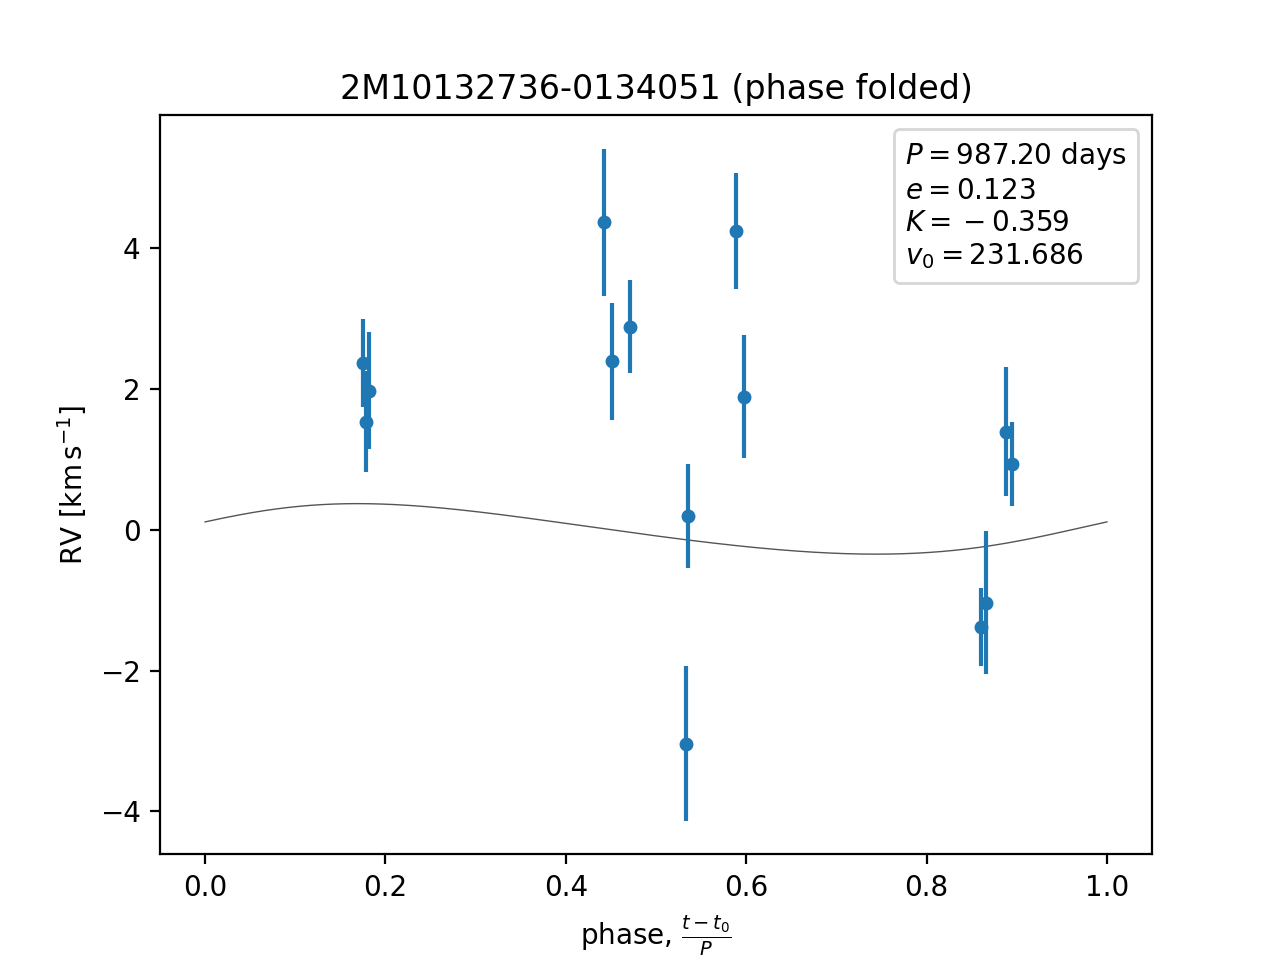 2M10132736-0134051 (phase folded)
P = 987.20 days
e = 0.123
K = −0.359
v₀ = 231.686
4
2
0
−2
−4
RV [km s⁻¹]
0.0 0.2 0.4 0.6 0.8 1.0
phase, (t − t₀)/P